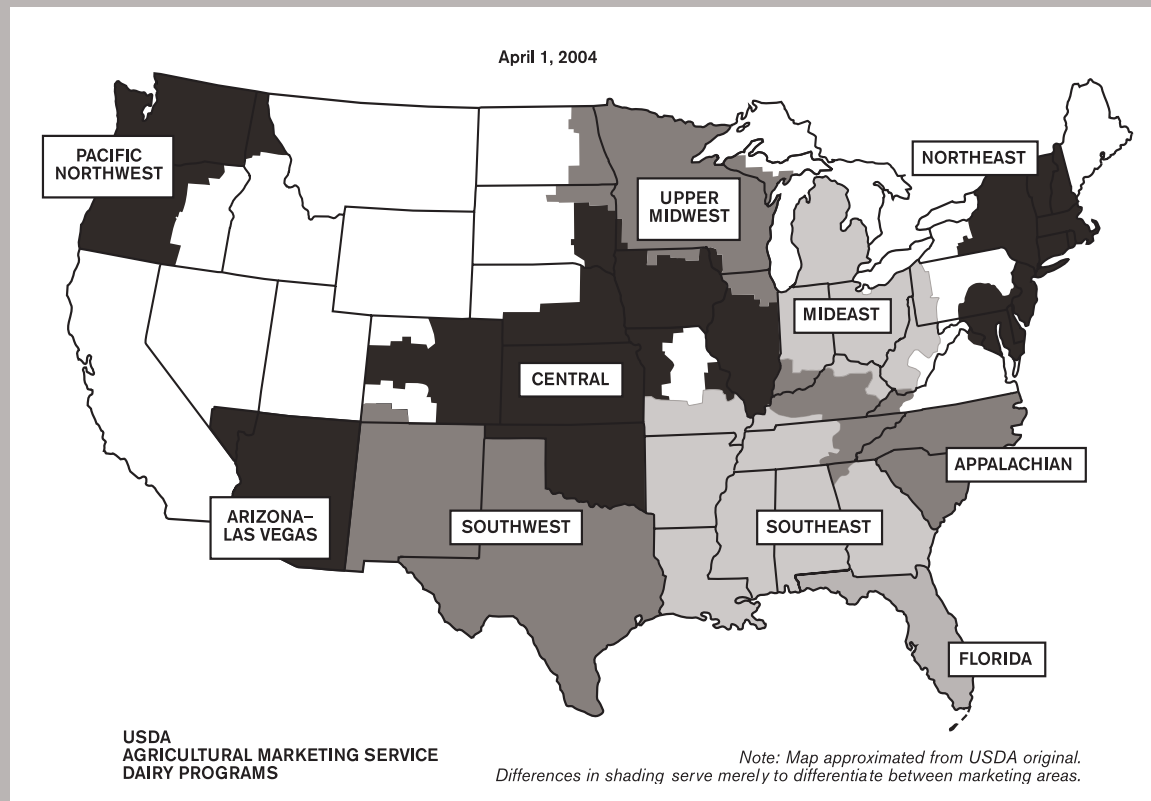 April 1, 2004
PACIFIC
NORTHWEST
NORTHEAST
UPPER
MIDWEST
MIDEAST
CENTRAL
APPALACHIAN
ARIZONA–
LAS VEGAS
SOUTHWEST
SOUTHEAST
FLORIDA
USDA
AGRICULTURAL MARKETING SERVICE
DAIRY PROGRAMS
Note: Map approximated from USDA original.
Differences in shading serve merely to differentiate between marketing areas.